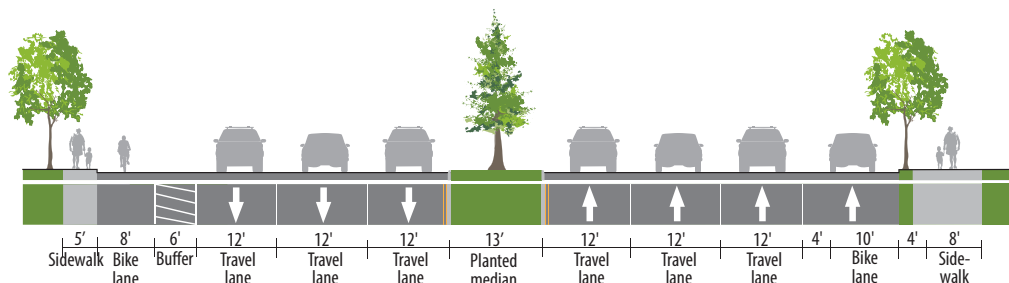 5’ 8' 6' 12' 12' 12' 13’ 12' 12' 12' 4' 10' 4' 8'
Sidewalk Bike Buffer Travel Travel Travel Planted Travel Travel Travel Bike Side-
lane lane lane lane median lane lane lane lane walk